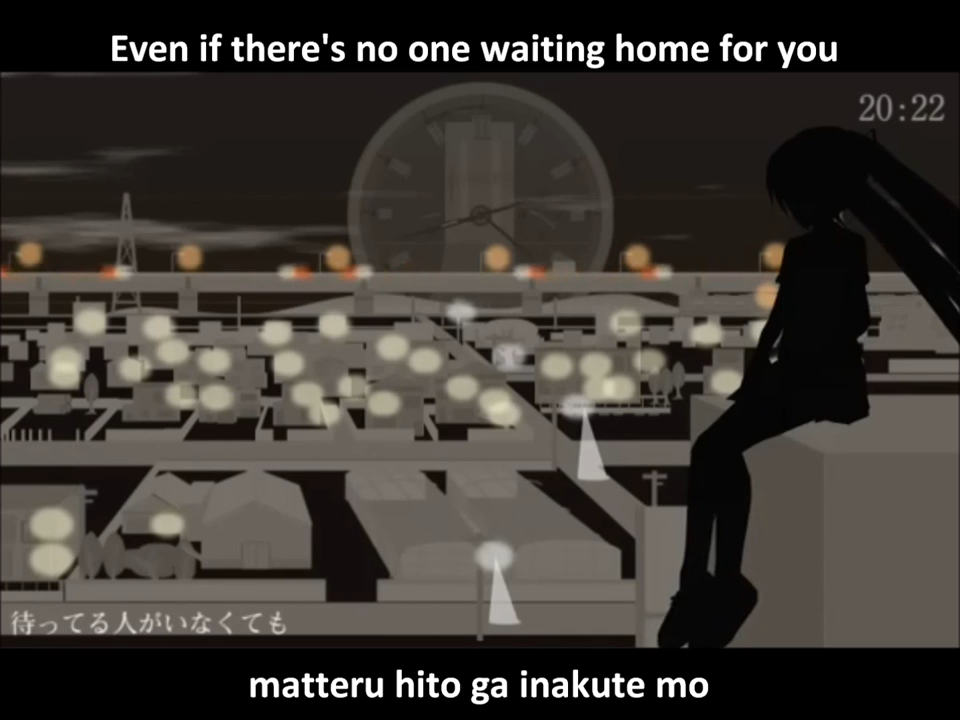 Even if there's no one waiting home for you
20:22
待ってる人がいなくても
matteru hito ga inakute mo